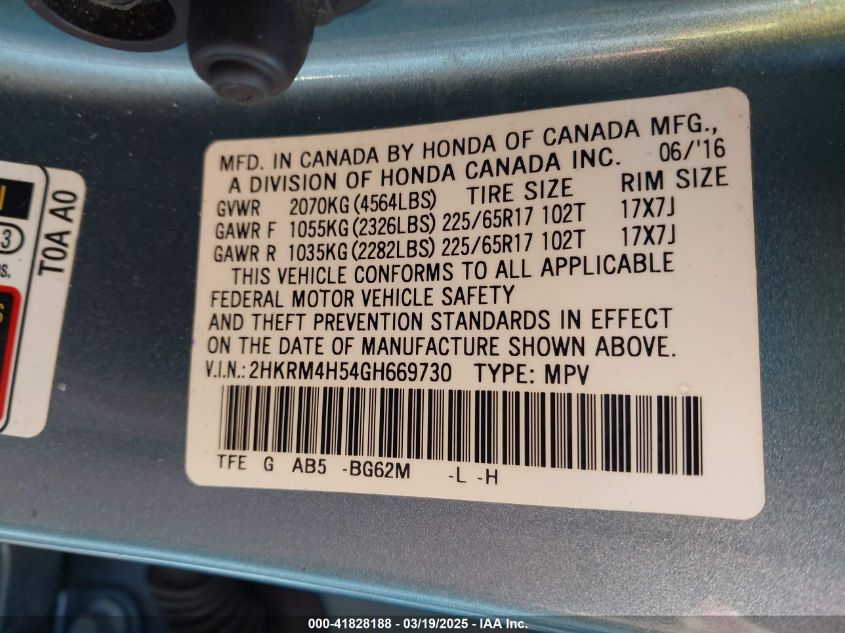 MFD. IN CANADA BY HONDA OF CANADA MFG.,
A DIVISION OF HONDA CANADA INC. 06/'16
GVWR 2070KG(4564LBS) TIRE SIZE RIM SIZE
GAWR F 1055KG(2326LBS) 225/65R17 102T 17X7J
GAWR R 1035KG(2282LBS) 225/65R17 102T 17X7J
THIS VEHICLE CONFORMS TO ALL APPLICABLE
FEDERAL MOTOR VEHICLE SAFETY
AND THEFT PREVENTION STANDARDS IN EFFECT
ON THE DATE OF MANUFACTURE SHOWN ABOVE.
V.I.N.: 2HKRM4H54GH669730 TYPE: MPV
TFE G AB5 -BG62M -L -H
T0A A0
3
000-41828188 - 03/19/2025 - IAA Inc.